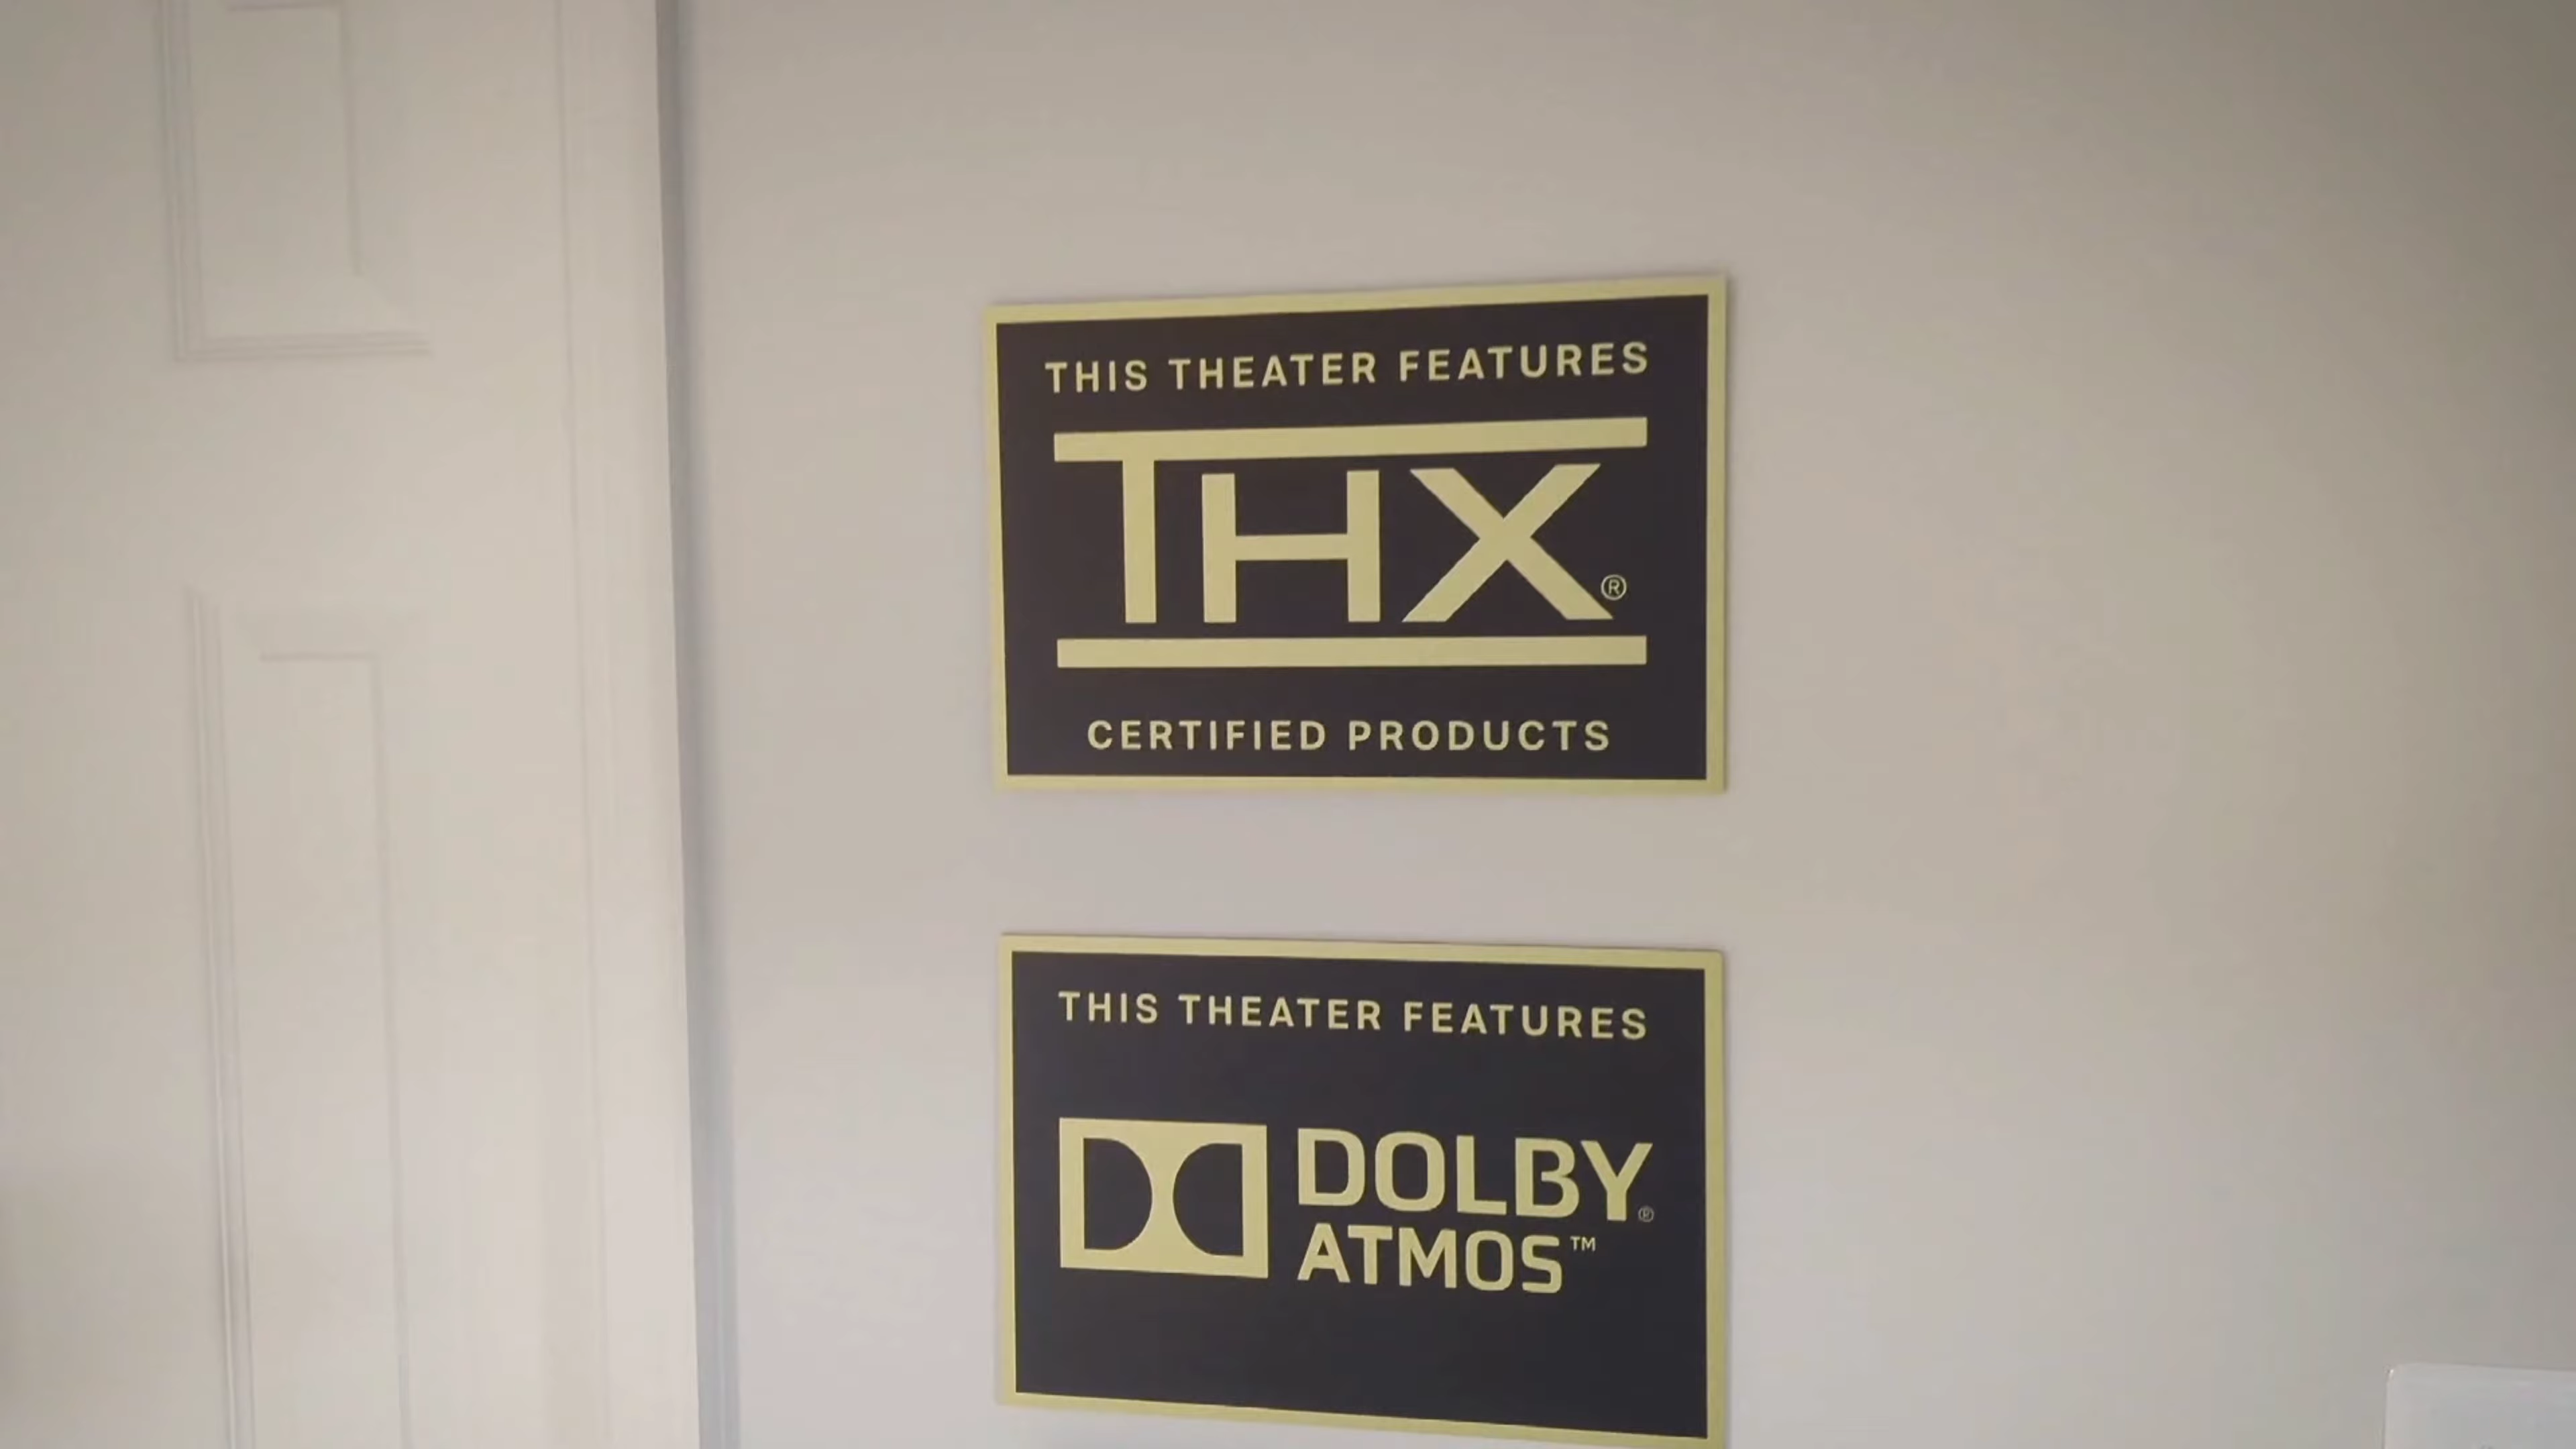 THIS THEATER FEATURES
THX®
CERTIFIED PRODUCTS
THIS THEATER FEATURES
DOLBY®
ATMOS™